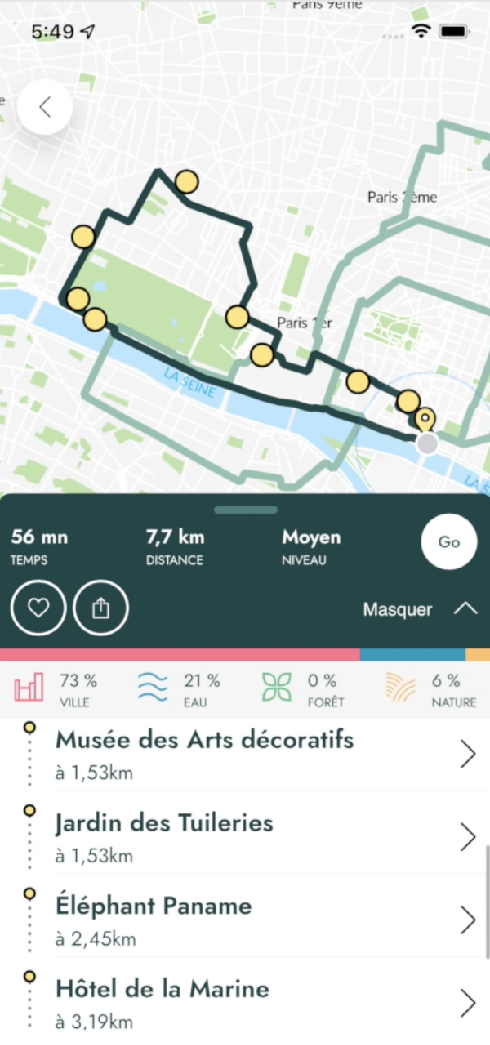 Paris 9ème
5:49
Paris 2ème
Paris 1er
LA SEINE
LA S
56 mn
TEMPS
7,7 km
DISTANCE
Moyen
NIVEAU
Go
Masquer
73 %
VILLE
21 %
EAU
0 %
FORÊT
6 %
NATURE
Musée des Arts décoratifs
à 1,53km
Jardin des Tuileries
à 1,53km
Éléphant Paname
à 2,45km
Hôtel de la Marine
à 3,19km